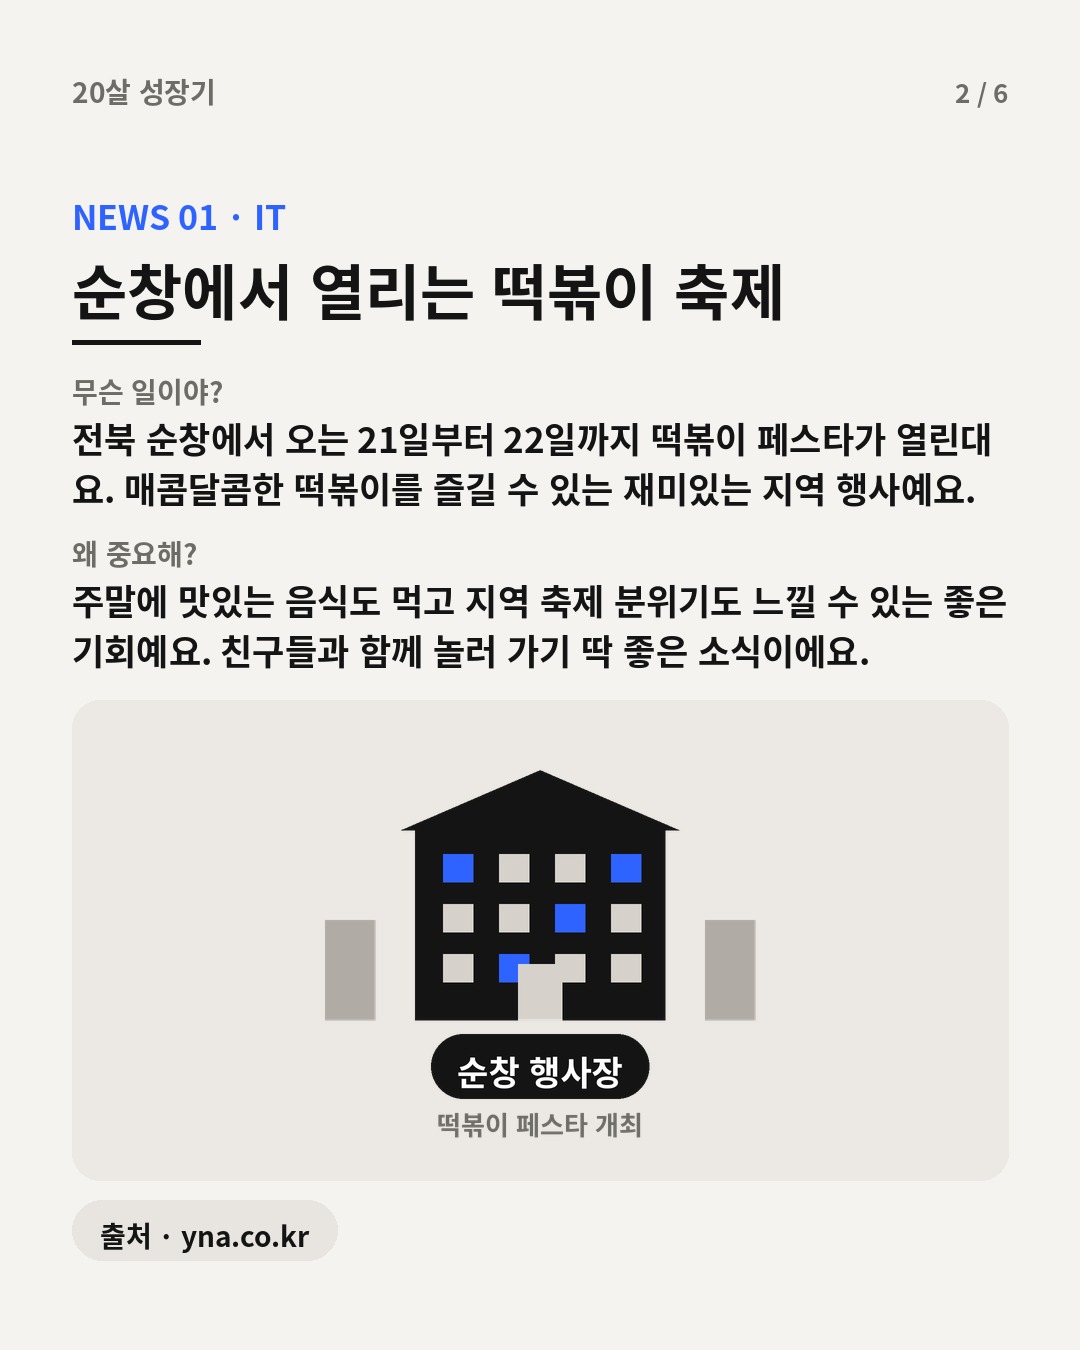 20살 성장기
2 / 6
NEWS 01 · IT
순창에서 열리는 떡볶이 축제
무슨 일이야?
전북 순창에서 오는 21일부터 22일까지 떡볶이 페스타가 열린대
요. 매콤달콤한 떡볶이를 즐길 수 있는 재미있는 지역 행사예요.
왜 중요해?
주말에 맛있는 음식도 먹고 지역 축제 분위기도 느낄 수 있는 좋은
기회예요. 친구들과 함께 놀러 가기 딱 좋은 소식이에요.
순창 행사장
떡볶이 페스타 개최
출처 · yna.co.kr